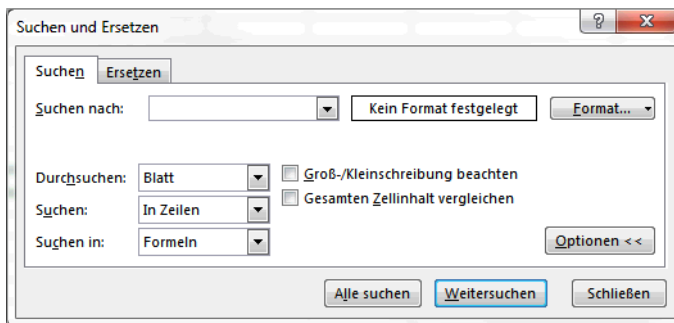 Suchen und Ersetzen
Suchen Ersetzen
Suchen nach: Kein Format festgelegt Format...
Durchsuchen: Blatt Groß-/Kleinschreibung beachten
Suchen: In Zeilen Gesamten Zellinhalt vergleichen
Suchen in: Formeln Optionen <<
Alle suchen Weitersuchen Schließen